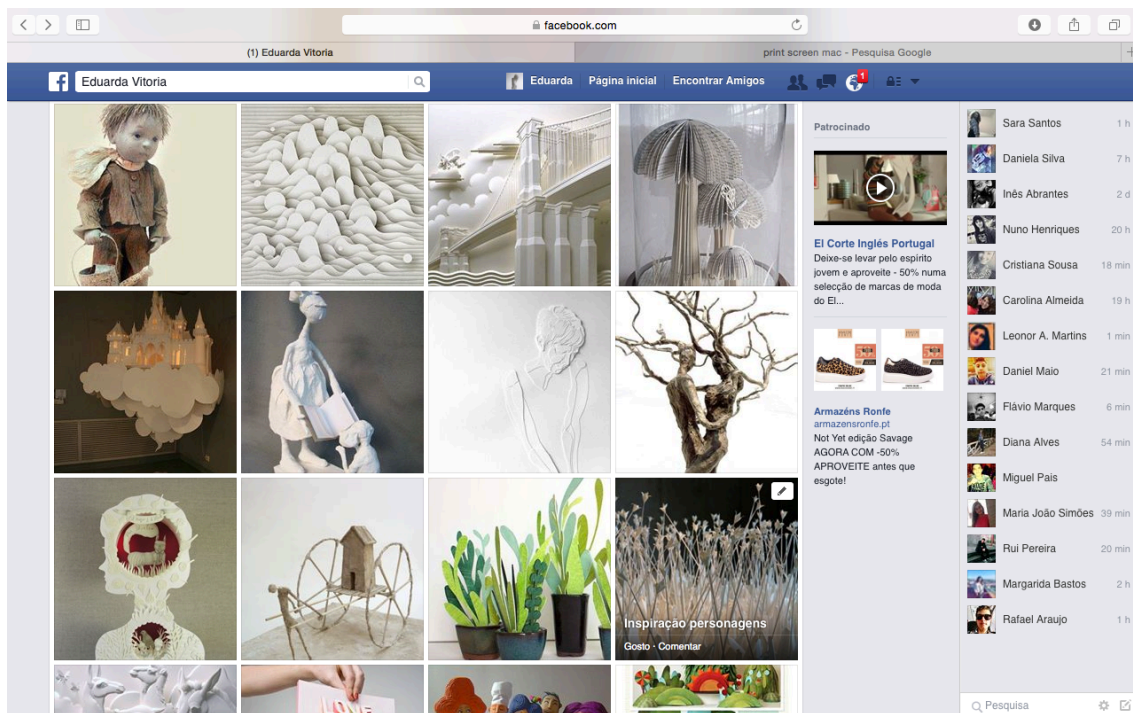 facebook.com
(1) Eduarda Vitoria
print screen mac - Pesquisa Google
Eduarda Vitoria
Eduarda
Página inicial
Encontrar Amigos
1
Patrocinado
El Corte Inglés Portugal
Deixe-se levar pelo espírito
jovem e aproveite - 50% numa
selecção de marcas de moda
do El...
Armazéns Ronfe
armazensronfe.pt
Not Yet edição Savage
AGORA COM -50%
APROVEITE antes que
esgote!
Inspiração personagens
Gosto · Comentar
Sara Santos 1 h
Daniela Silva 7 h
Inês Abrantes 2 d
Nuno Henriques 20 h
Cristiana Sousa 18 min
Carolina Almeida 19 h
Leonor A. Martins 1 min
Daniel Maio 21 min
Flávio Marques 6 min
Diana Alves 54 min
Miguel Pais
Maria João Simões 39 min
Rui Pereira 20 min
Margarida Bastos 2 h
Rafael Araujo 1 h
Pesquisa